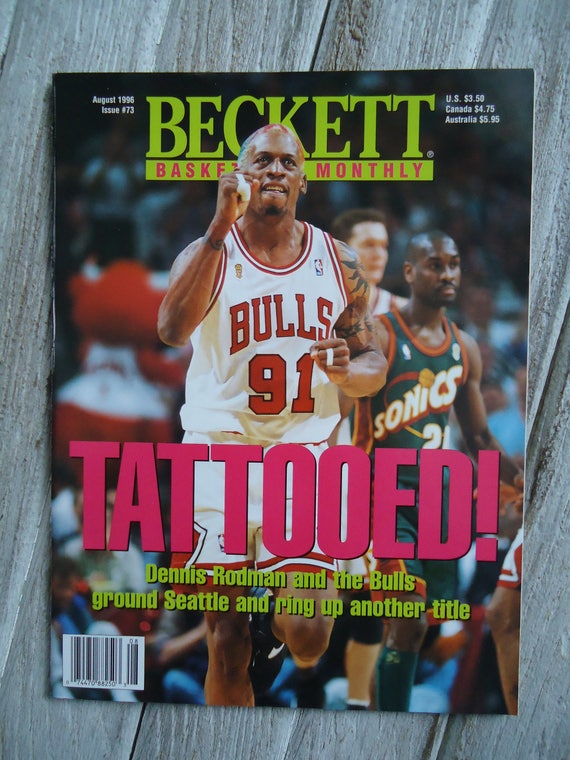 August 1996
Issue #73
BECKETT®
MONTHLY
U.S. $3.50
Canada $4.75
Australia $5.95
BULLS
91
SONICS
TATTOOED!
Dennis Rodman and the Bulls
ground Seattle and ring up another title
08